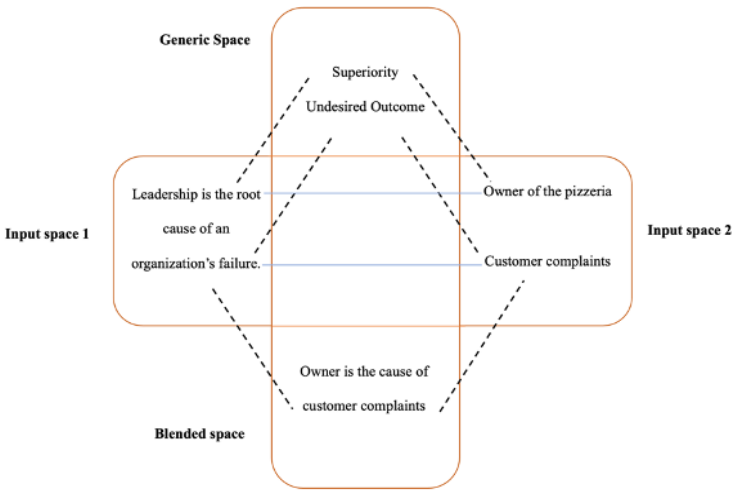 Generic Space
Superiority
Undesired Outcome
Leadership is the root
cause of an
organization's failure.
Input space 1
Owner of the pizzeria
Customer complaints
Input space 2
Owner is the cause of
customer complaints
Blended space